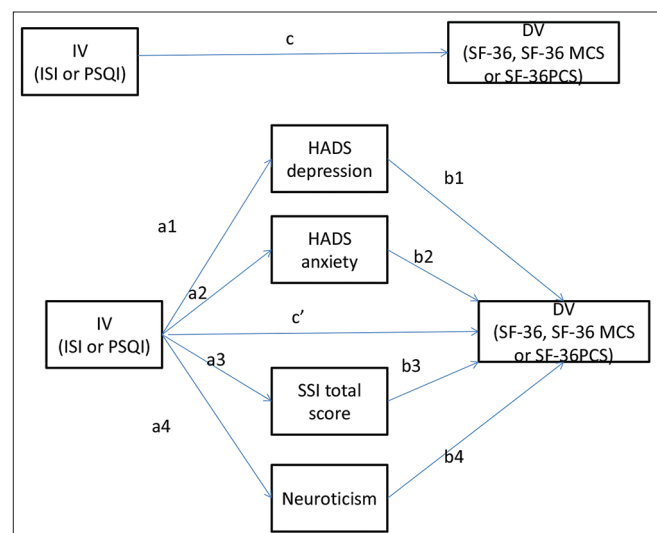 IV
(ISI or PSQI)
c
DV
(SF-36, SF-36 MCS
or SF-36PCS)
HADS
depression
b1
a1
HADS
anxiety
b2
a2
IV
(ISI or PSQI)
c’
DV
(SF-36, SF-36 MCS
or SF-36PCS)
a3
b3
SSI total
score
a4
b4
Neuroticism